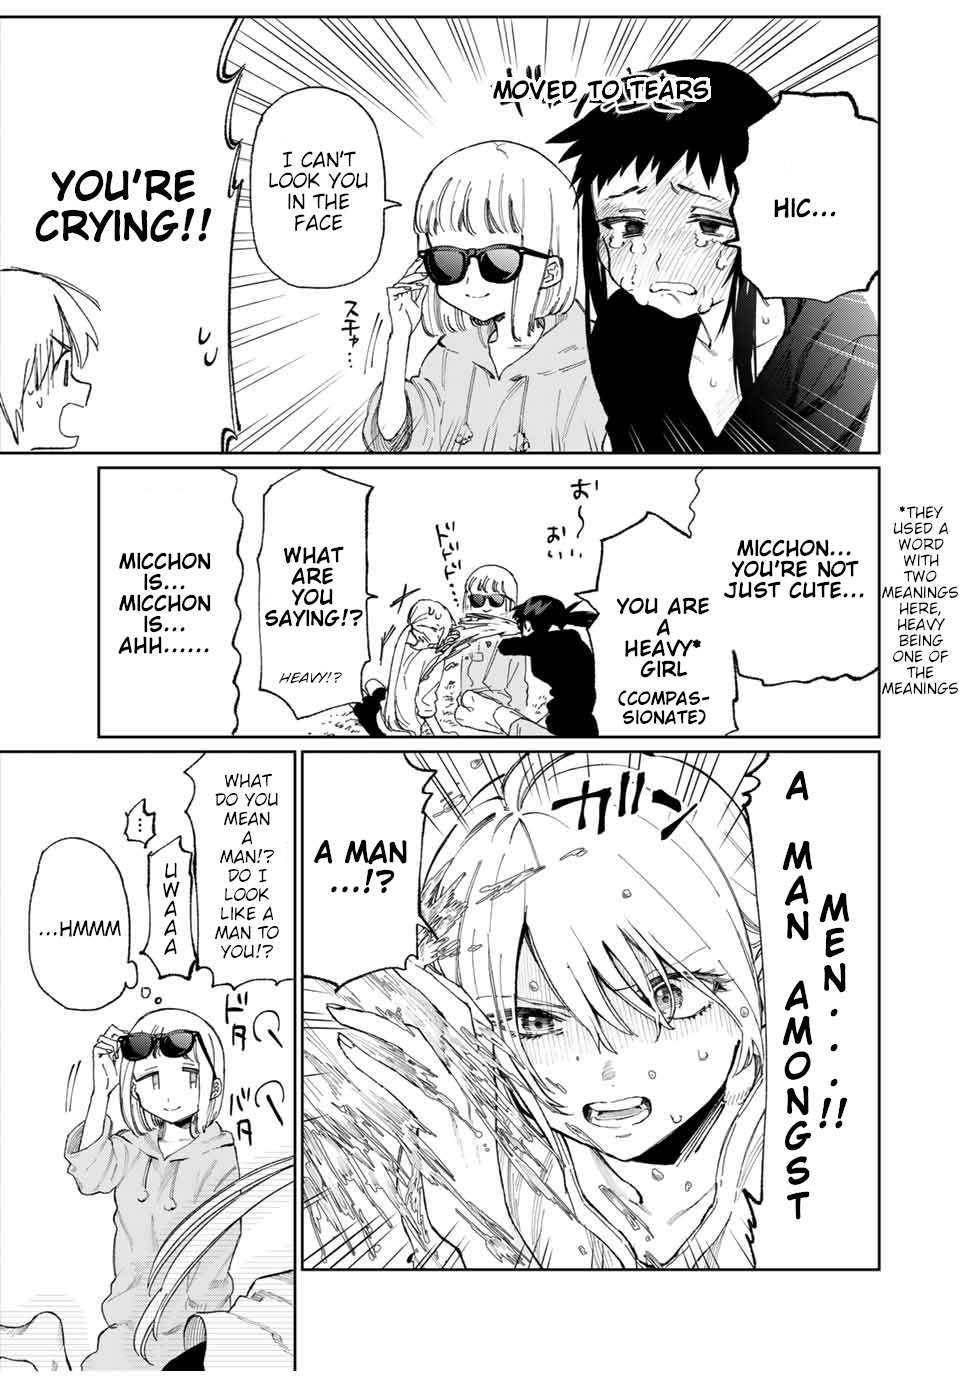 HIC...
MOVED TO TEARS
I CAN'T
LOOK YOU
IN THE
FACE
スチャ…
YOU'RE
CRYING!!
*THEY
USED A
WORD
WITH
TWO
MEANINGS
HERE,
HEAVY
BEING
ONE OF
THE
MEANINGS
MICCHON...
YOU'RE NOT
JUST CUTE...
YOU ARE
A
HEAVY*
GIRL
(COMPAS-
SIONATE)
お〜
おい…
WHAT
ARE
YOU
SAYING!?
HEAVY!?
MICCHON
IS...
MICCHON
IS...
AHH......
A MAN AMONGST
MEN....!!
ガバン
A MAN
...!?
WHAT
DO YOU
MEAN
A
MAN!?
DO I
LOOK
LIKE A
MAN TO
YOU!?
UWAAA
...
...HMMM
ドタ
バタ